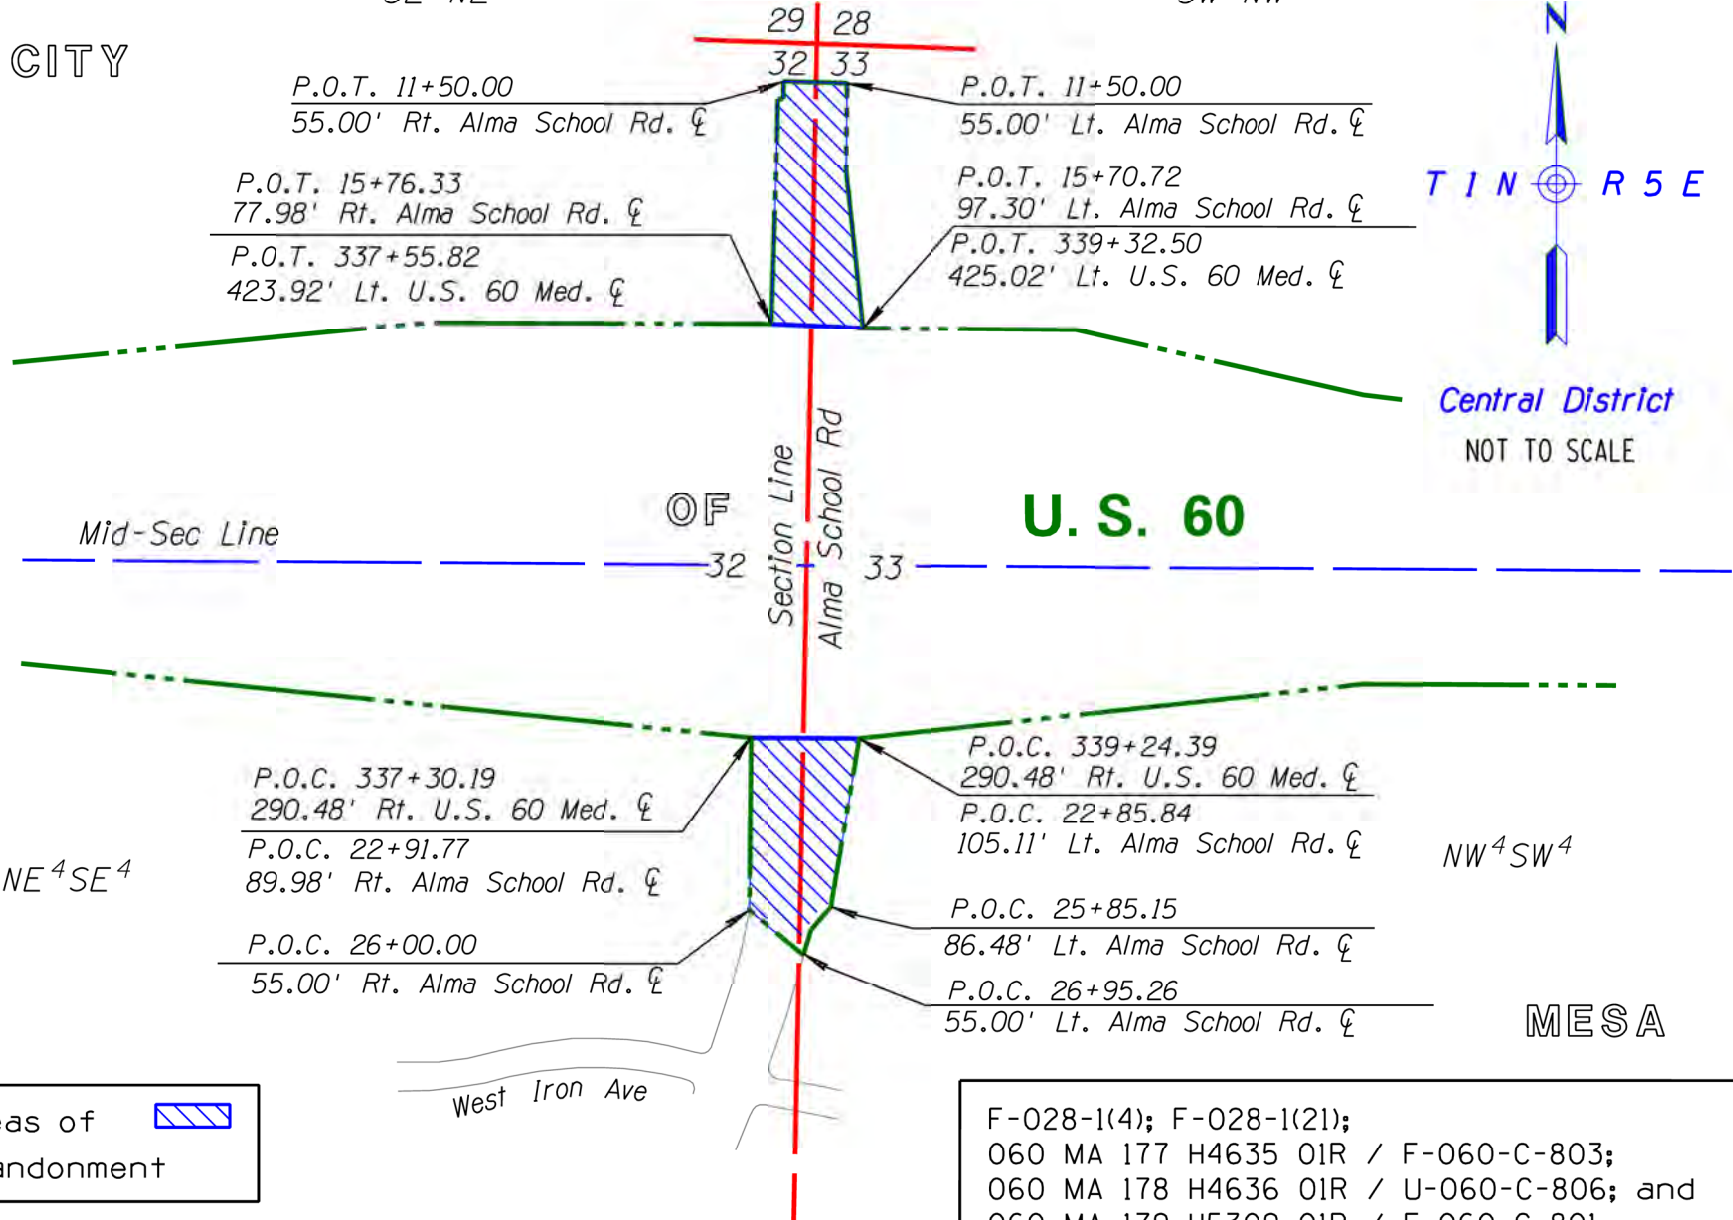 29 28
32 33
CITY
P.O.T. 11+50.00
55.00' Rt. Alma School Rd. ℄
P.O.T. 11+50.00
55.00' Lt. Alma School Rd. ℄
P.O.T. 15+76.33
77.98' Rt. Alma School Rd. ℄
P.O.T. 337+55.82
423.92' Lt. U.S. 60 Med. ℄
P.O.T. 15+70.72
97.30' Lt. Alma School Rd. ℄
P.O.T. 339+32.50
425.02' Lt. U.S. 60 Med. ℄
N
T 1 N R 5 E
Central District
NOT TO SCALE
OF
Section Line
Alma School Rd
U. S. 60
Mid-Sec Line
32 33
P.O.C. 337+30.19
290.48' Rt. U.S. 60 Med. ℄
P.O.C. 22+91.77
89.98' Rt. Alma School Rd. ℄
P.O.C. 339+24.39
290.48' Rt. U.S. 60 Med. ℄
P.O.C. 22+85.84
105.11' Lt. Alma School Rd. ℄
NE⁴SE⁴
NW⁴SW⁴
P.O.C. 26+00.00
55.00' Rt. Alma School Rd. ℄
P.O.C. 25+85.15
86.48' Lt. Alma School Rd. ℄
P.O.C. 26+95.26
55.00' Lt. Alma School Rd. ℄
MESA
West Iron Ave
eas of
andonment
F-028-1(4); F-028-1(21);
060 MA 177 H4635 01R / F-060-C-803;
060 MA 178 H4636 01R / U-060-C-806; and